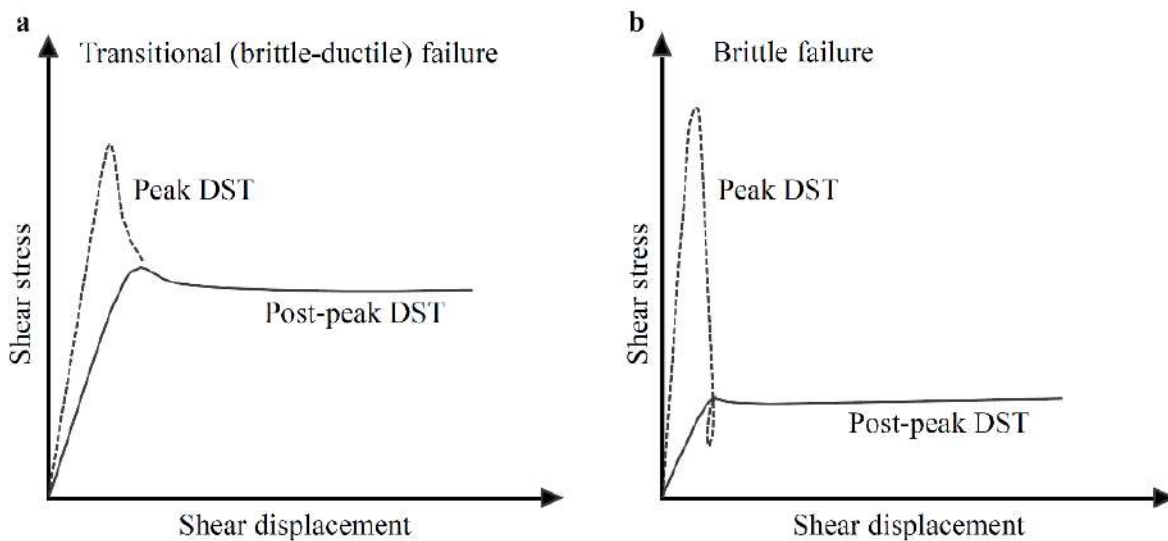 a
Transitional (brittle-ductile) failure
Peak DST
Post-peak DST
Shear stress
Shear displacement
b
Brittle failure
Peak DST
Post-peak DST
Shear stress
Shear displacement